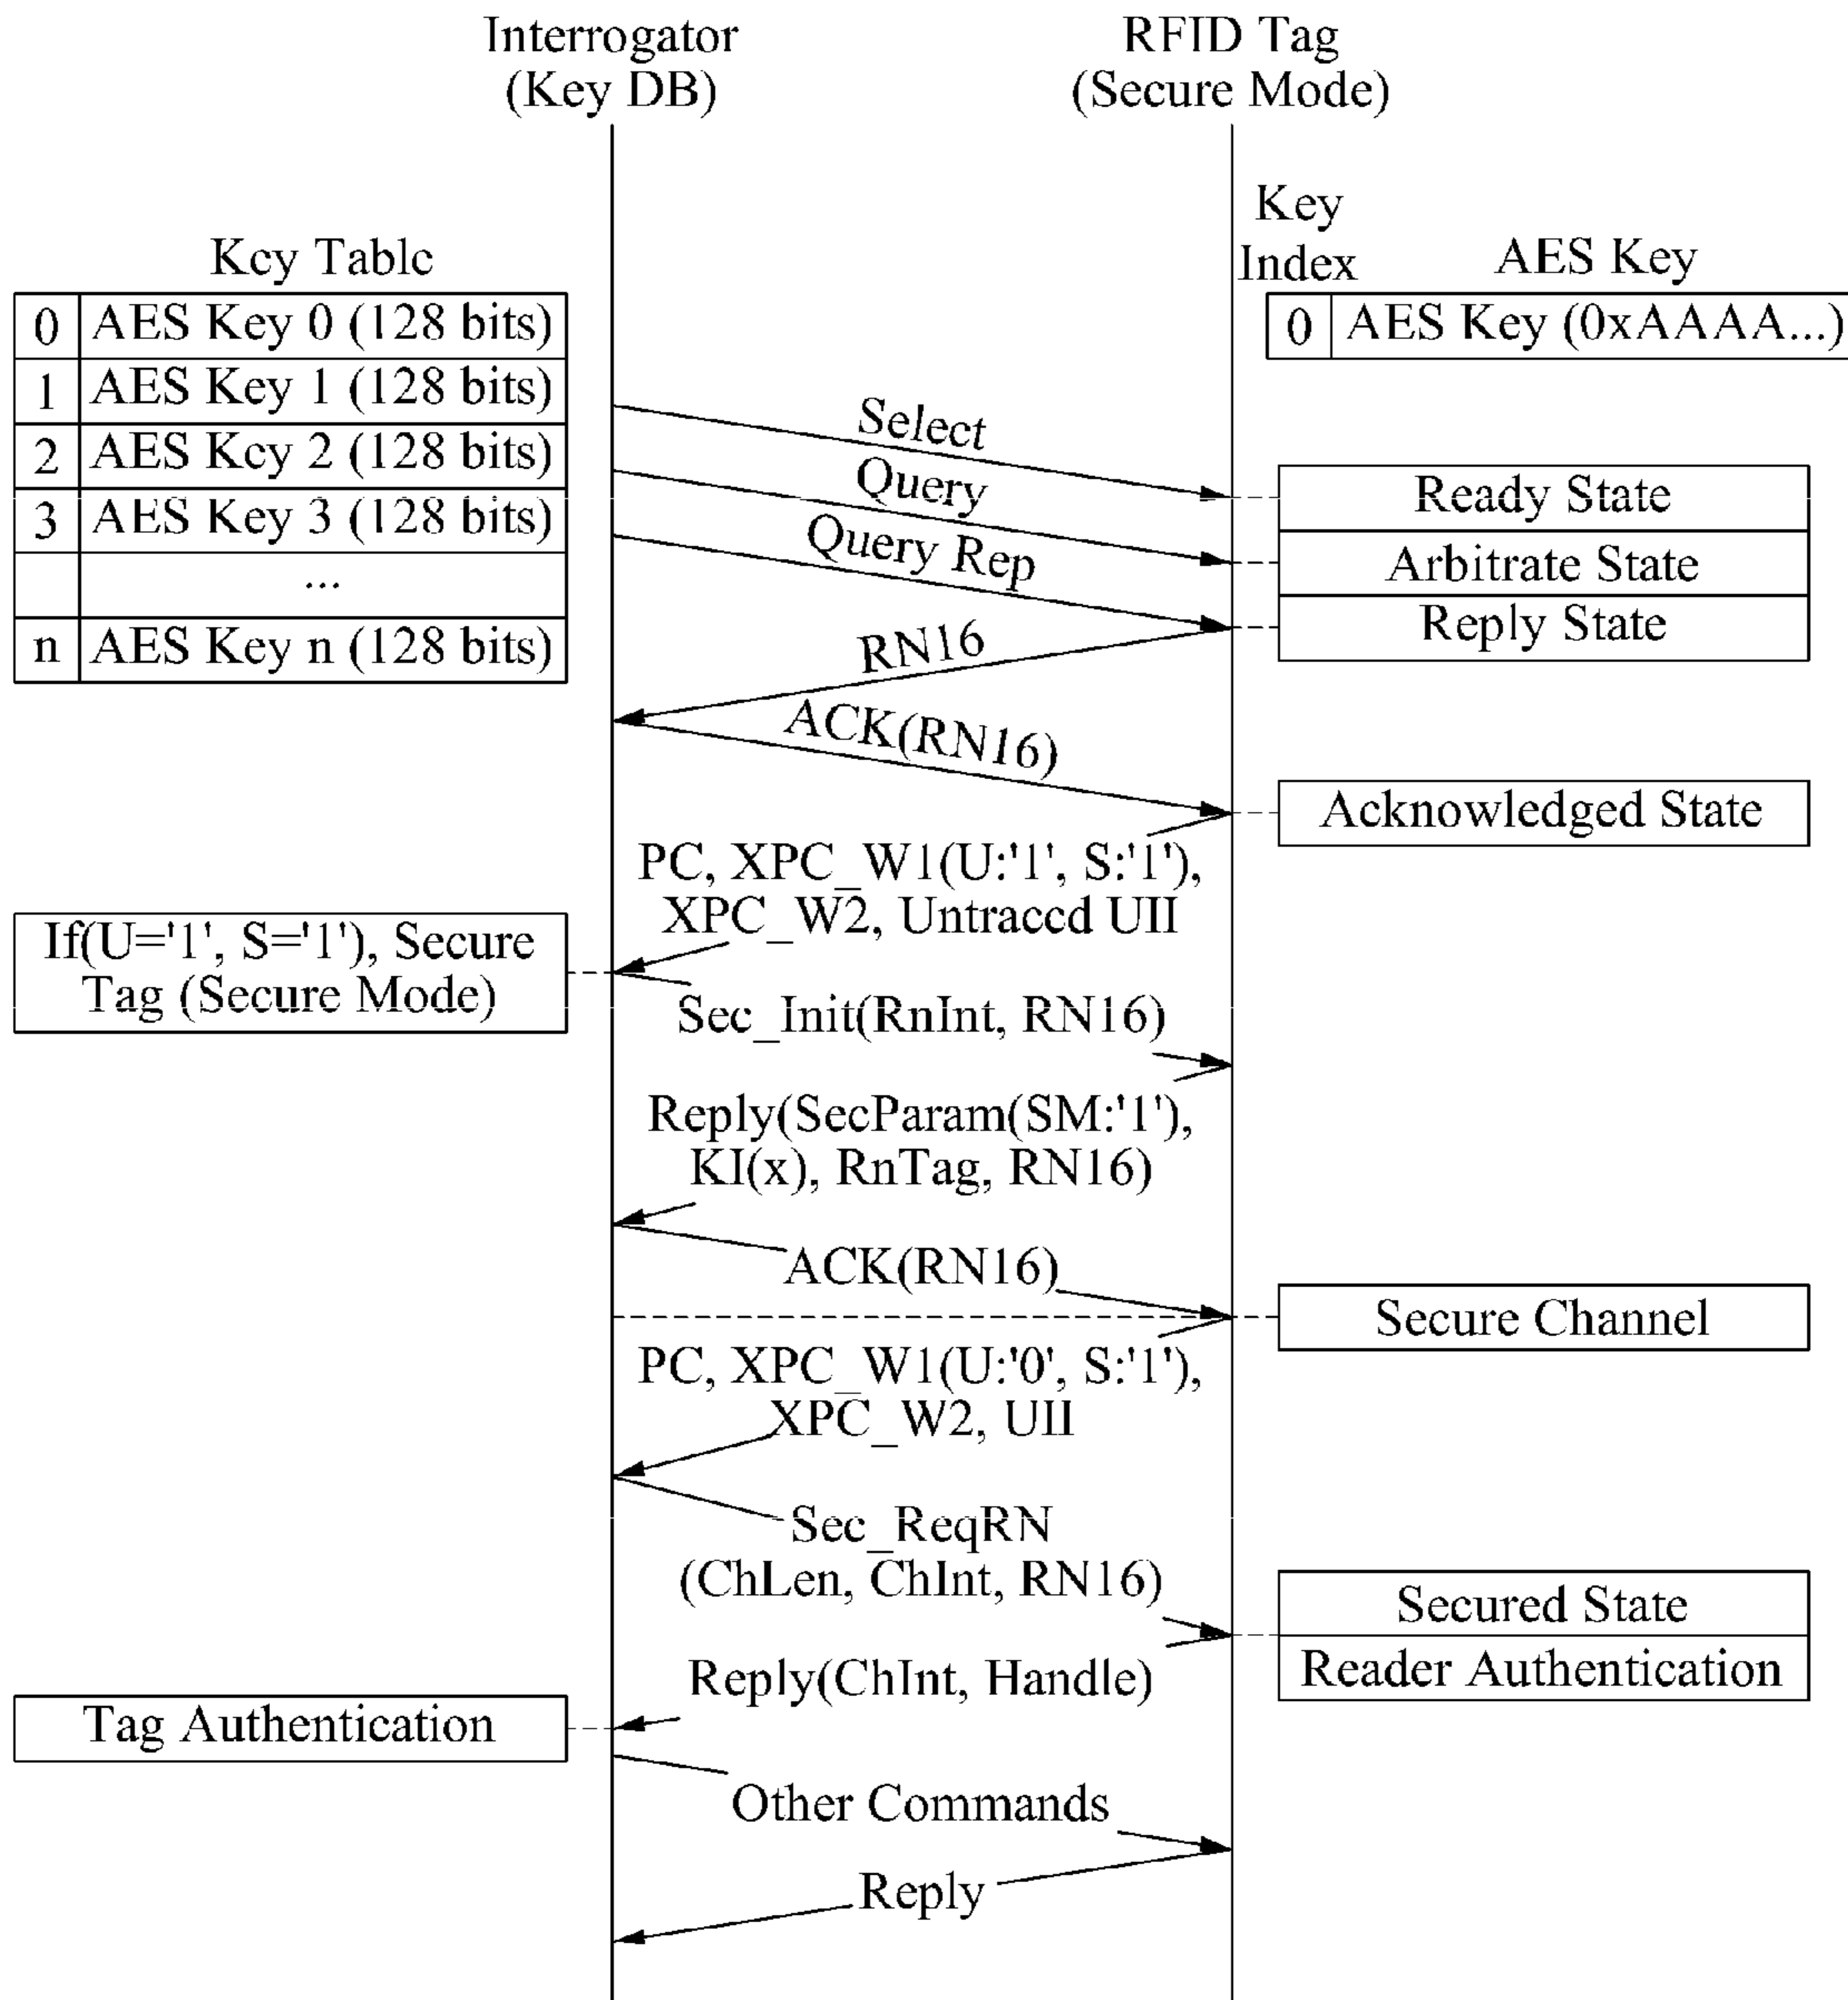 Interrogator
(Key DB)
RFID Tag
(Secure Mode)
Key
Index
AES Key
0 AES Key (0xAAAA...)
Key Table
0 AES Key 0 (128 bits)
1 AES Key 1 (128 bits)
2 AES Key 2 (128 bits)
3 AES Key 3 (128 bits)
...
n AES Key n (128 bits)
Select
Ready State
Query
Arbitrate State
Query Rep
Reply State
RN16
ACK(RN16)
Acknowledged State
PC, XPC_W1(U:'1', S:'1'),
XPC_W2, Untraced UII
If(U='1', S='1'), Secure
Tag (Secure Mode)
Sec_Init(RnInt, RN16)
Reply(SecParam(SM:'1'),
KI(x), RnTag, RN16)
ACK(RN16)
Secure Channel
PC, XPC_W1(U:'0', S:'1'),
XPC_W2, UII
Sec_ReqRN
(ChLen, ChInt, RN16)
Secured State
Reader Authentication
Reply(ChInt, Handle)
Tag Authentication
Other Commands
Reply